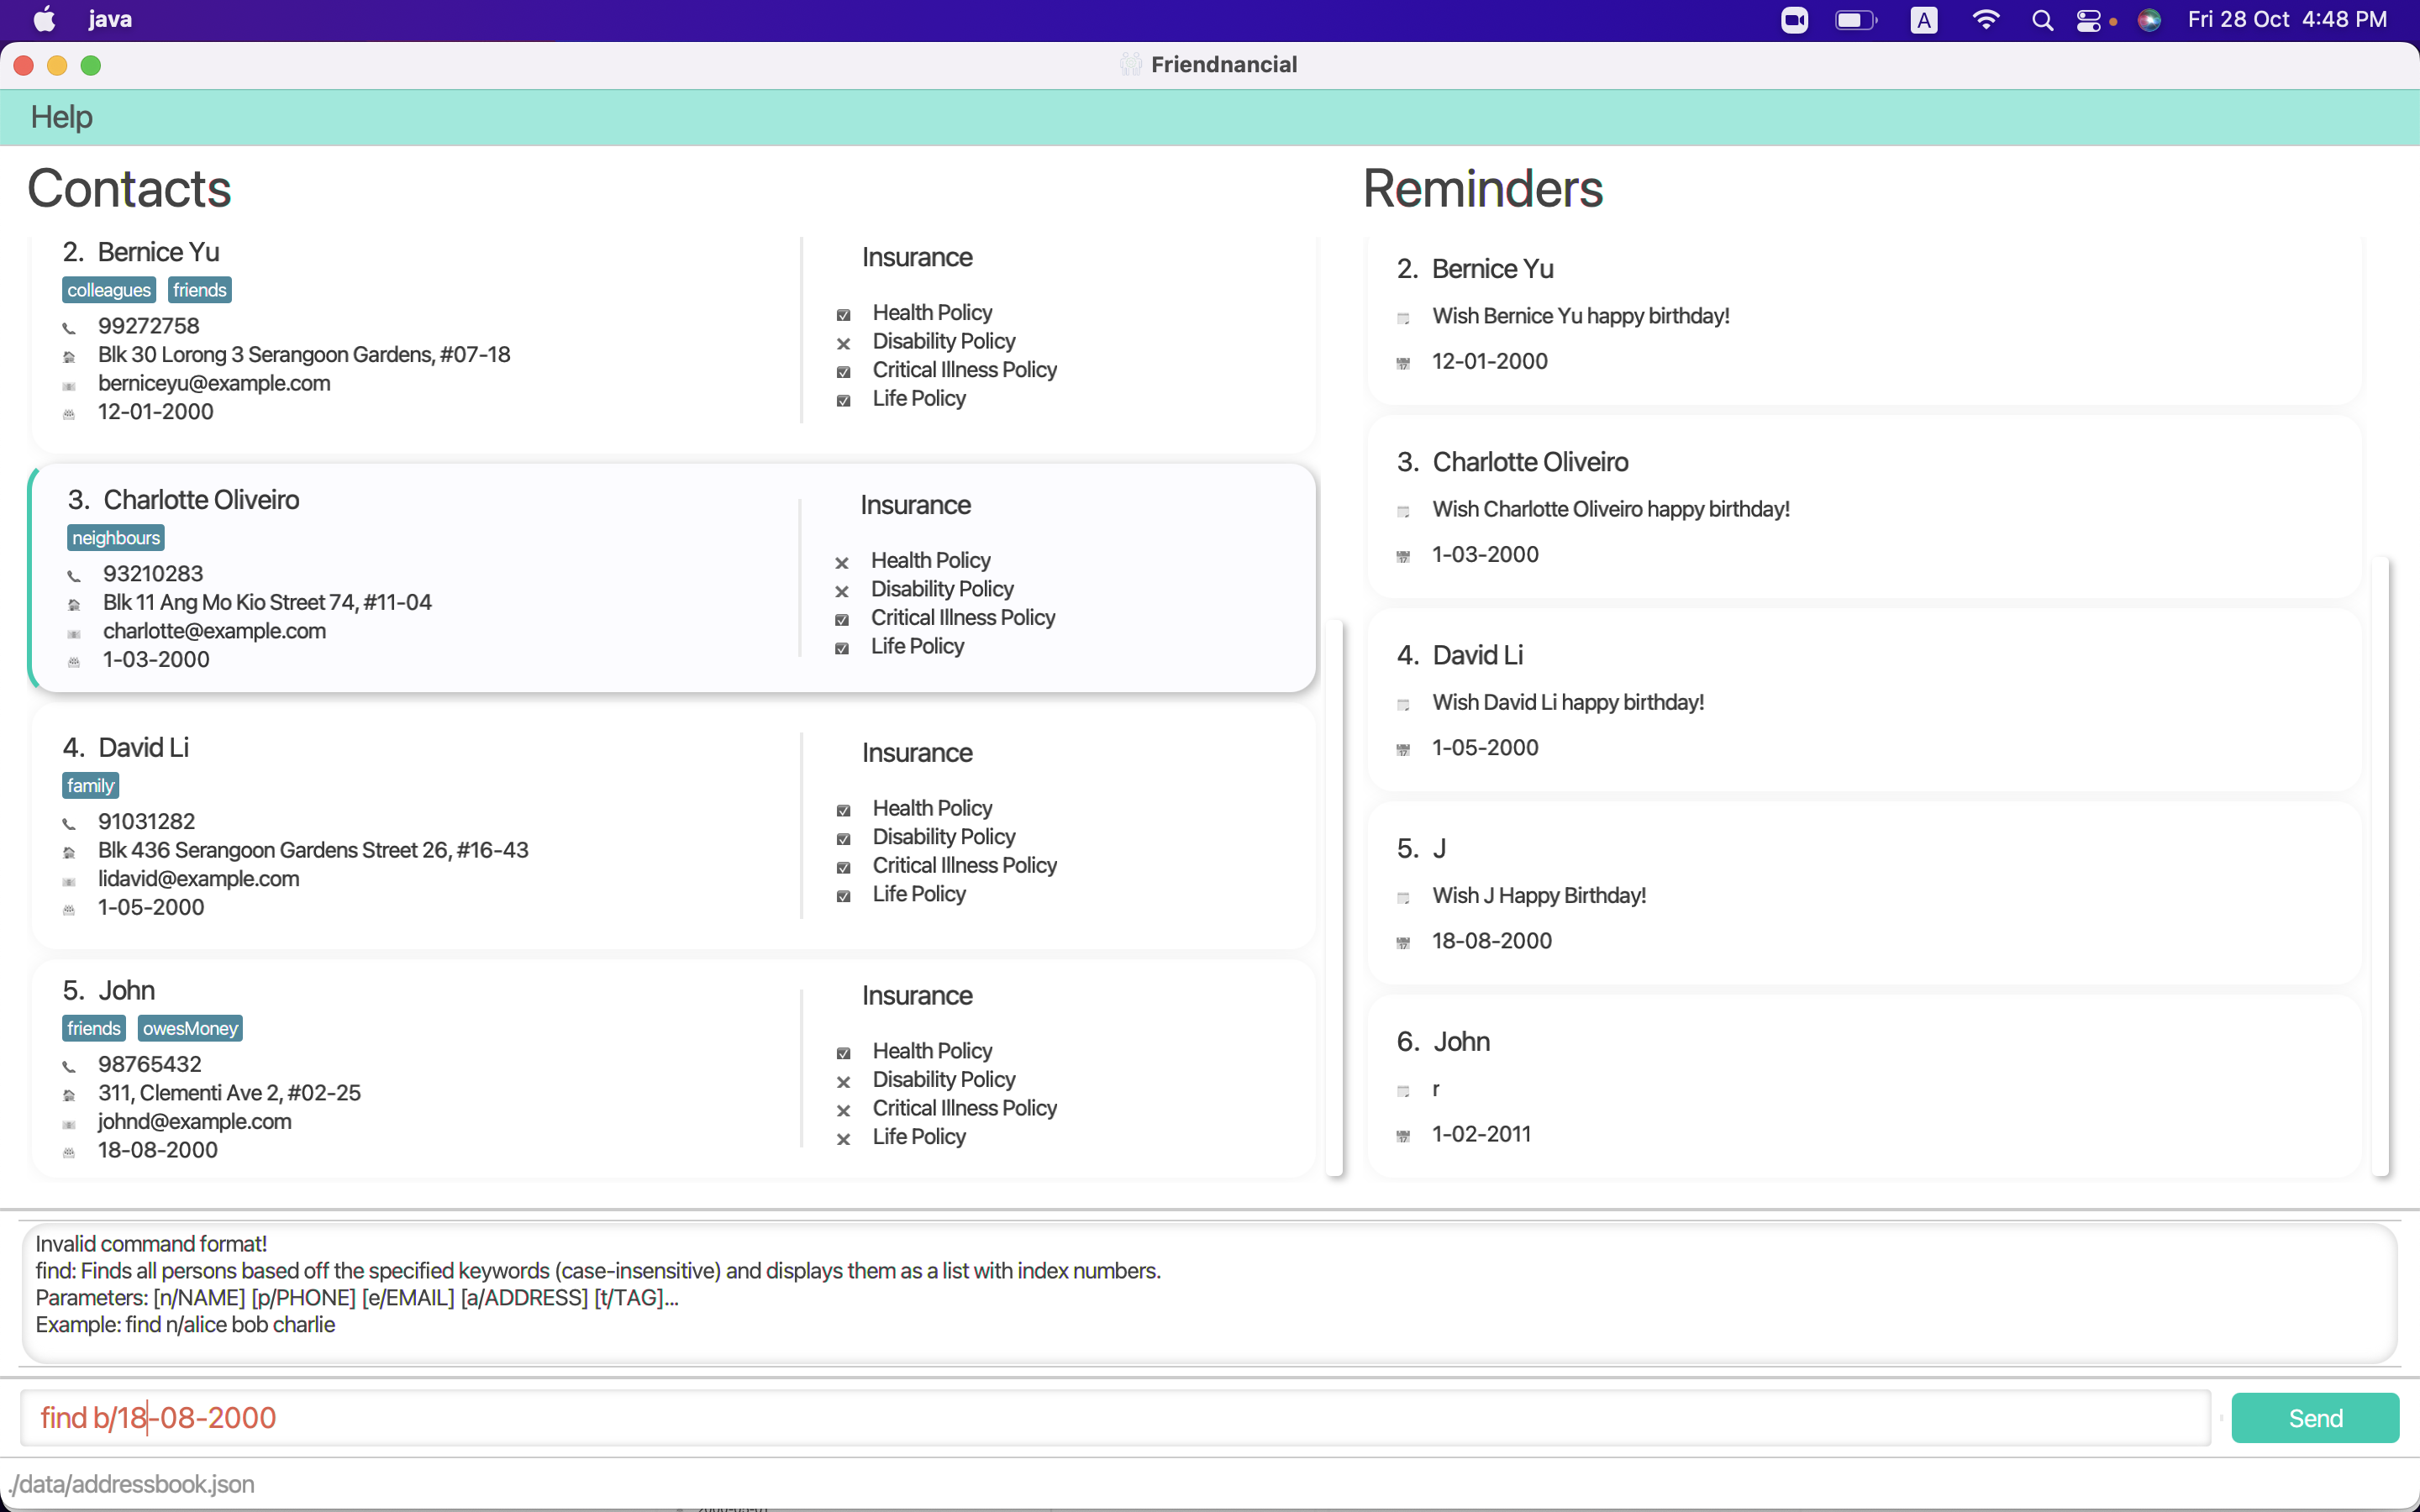 java
A
Fri 28 Oct 4:48 PM
Friendnancial
Help
Contacts
2. Bernice Yu
colleagues friends
99272758
Blk 30 Lorong 3 Serangoon Gardens, #07-18
berniceyu@example.com
12-01-2000
Insurance
Health Policy
Disability Policy
Critical Illness Policy
Life Policy
3. Charlotte Oliveiro
neighbours
93210283
Blk 11 Ang Mo Kio Street 74, #11-04
charlotte@example.com
1-03-2000
Insurance
Health Policy
Disability Policy
Critical Illness Policy
Life Policy
4. David Li
family
91031282
Blk 436 Serangoon Gardens Street 26, #16-43
lidavid@example.com
1-05-2000
Insurance
Health Policy
Disability Policy
Critical Illness Policy
Life Policy
5. John
friends owesMoney
98765432
311, Clementi Ave 2, #02-25
johnd@example.com
18-08-2000
Insurance
Health Policy
Disability Policy
Critical Illness Policy
Life Policy
Reminders
2. Bernice Yu
Wish Bernice Yu happy birthday!
12-01-2000
3. Charlotte Oliveiro
Wish Charlotte Oliveiro happy birthday!
1-03-2000
4. David Li
Wish David Li happy birthday!
1-05-2000
5. J
Wish J Happy Birthday!
18-08-2000
6. John
r
1-02-2011
Invalid command format!
find: Finds all persons based off the specified keywords (case-insensitive) and displays them as a list with index numbers.
Parameters: [n/NAME] [p/PHONE] [e/EMAIL] [a/ADDRESS] [t/TAG]...
Example: find n/alice bob charlie
find b/18-08-2000
Send
./data/addressbook.json